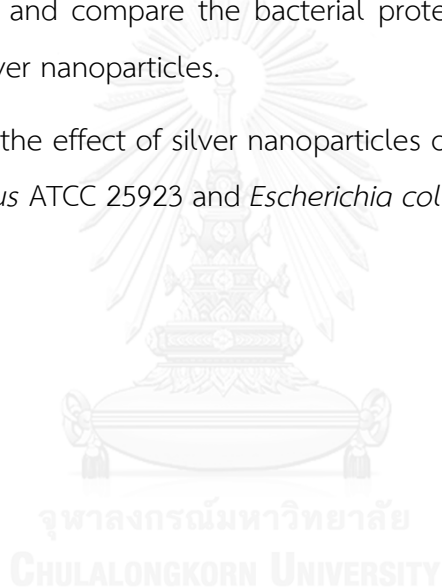 and compare the bacterial prote
ver nanoparticles.
the effect of silver nanoparticles
us ATCC 25923 and Escherichia col
จุฬาลงกรณ์มหาวิทยาลัย
CHULALONGKORN UNIVERSITY